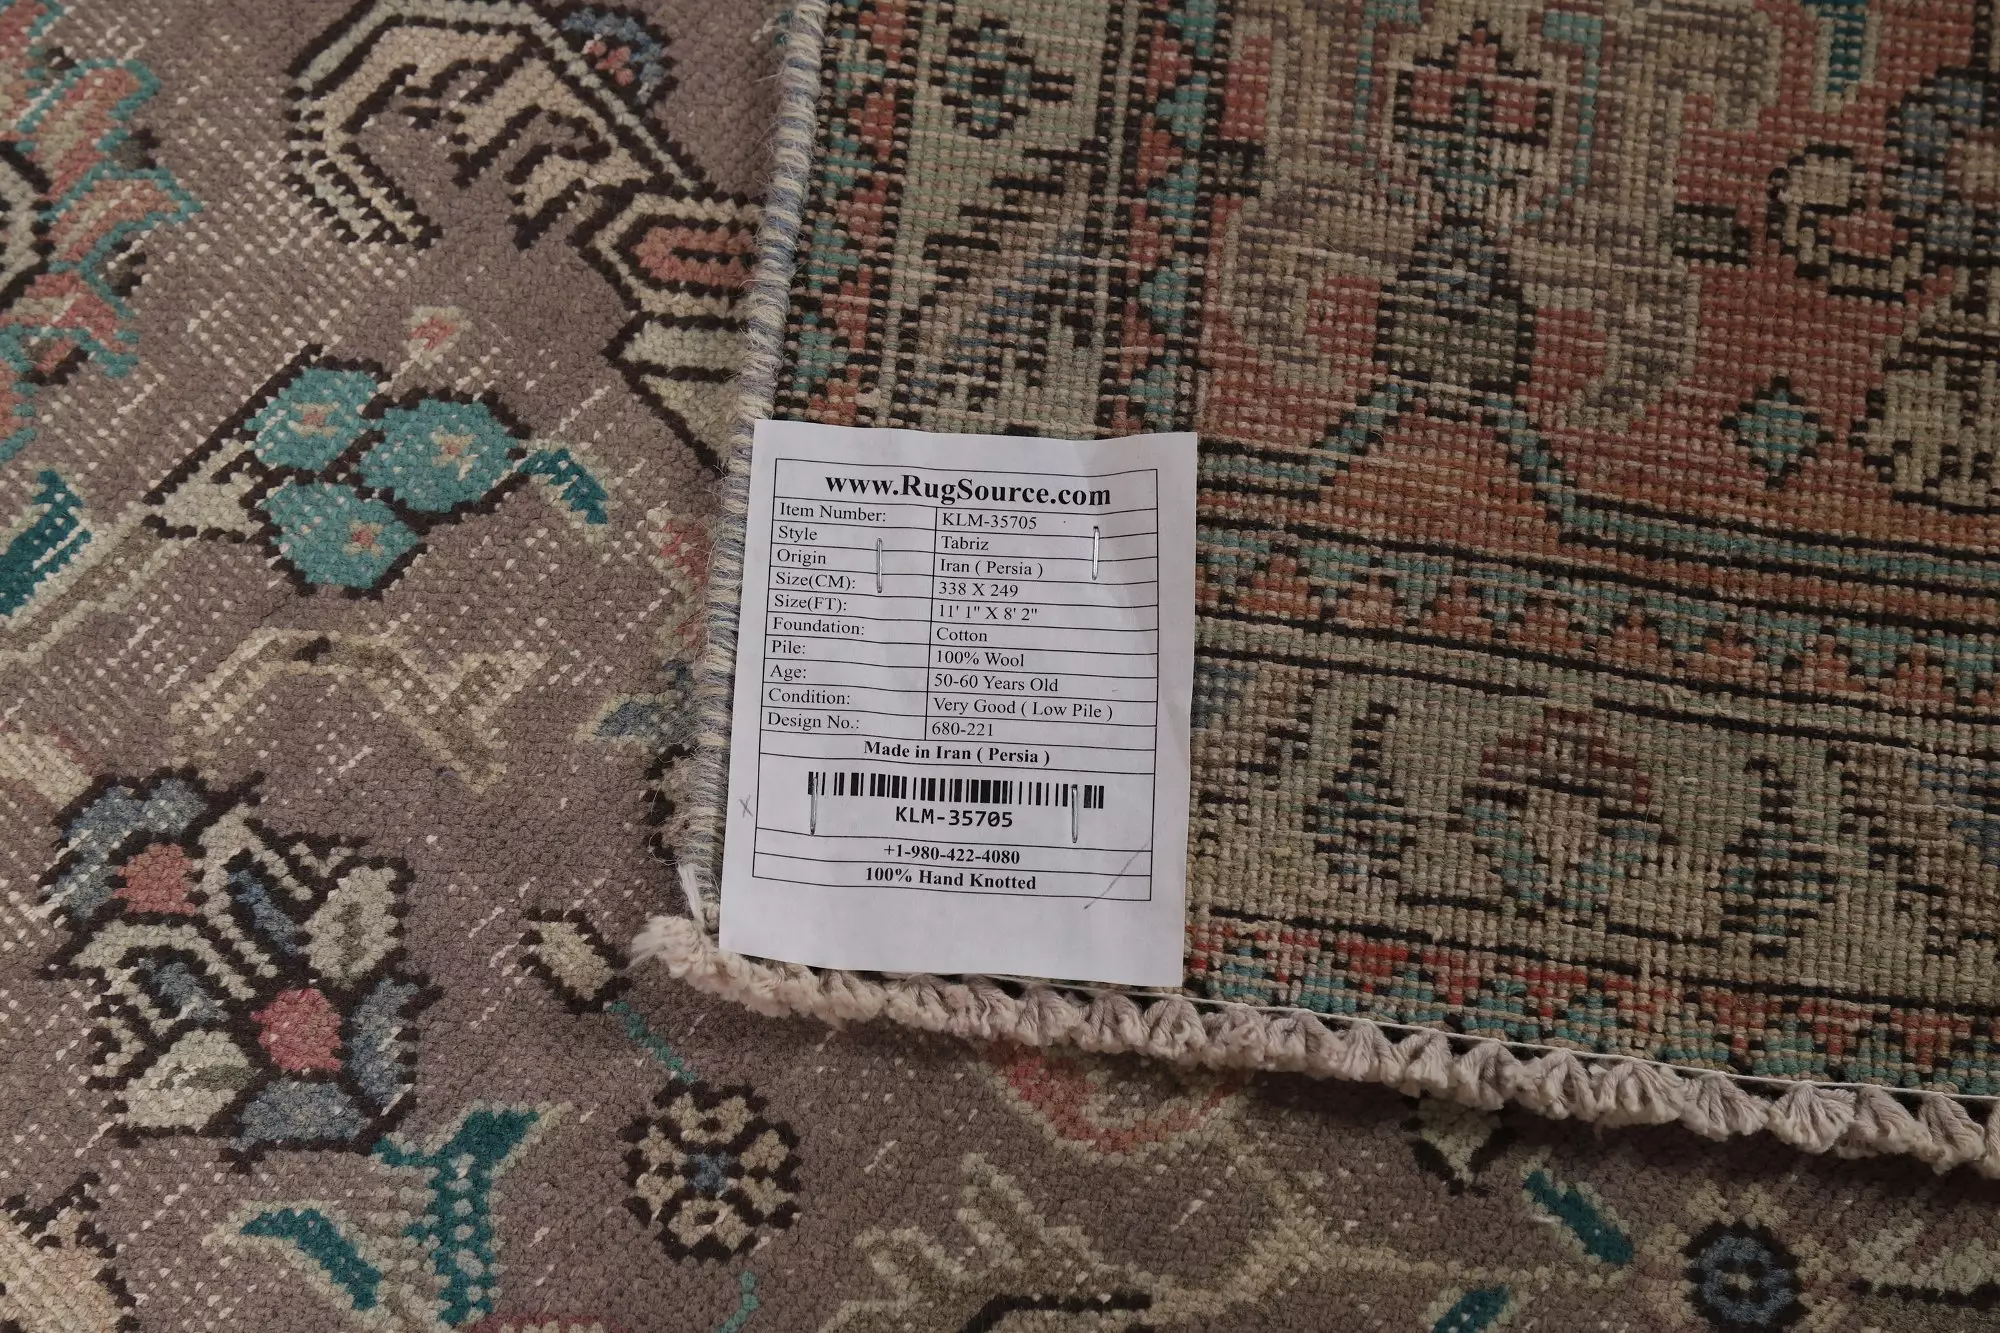 www.RugSource.com
Item Number: KLM-35705
Style Tabriz
Origin Iran ( Persia )
Size(CM): 338 X 249
Size(FT): 11' 1" X 8' 2"
Foundation: Cotton
Pile: 100% Wool
Age: 50-60 Years Old
Condition: Very Good ( Low Pile )
Design No.: 680-221
Made in Iran ( Persia )
KLM-35705
+1-980-422-4080
100% Hand Knotted